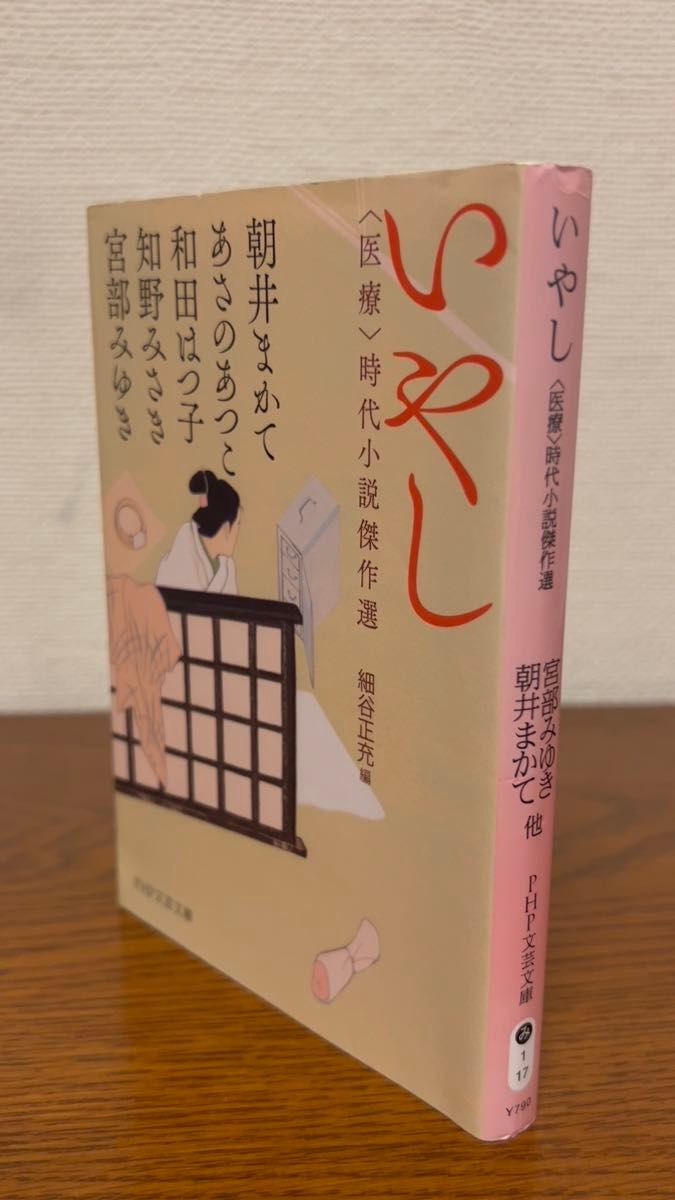 いやし
〈医療〉時代小説傑作選
細谷正充 編
朝井まかて
あさのあつこ
和田はつ子
知野みさき
宮部みゆき
PHP文芸文庫
いやし
〈医療〉時代小説傑作選
宮部みゆき
朝井まかて 他
PHP文芸文庫
み
1
17
¥790